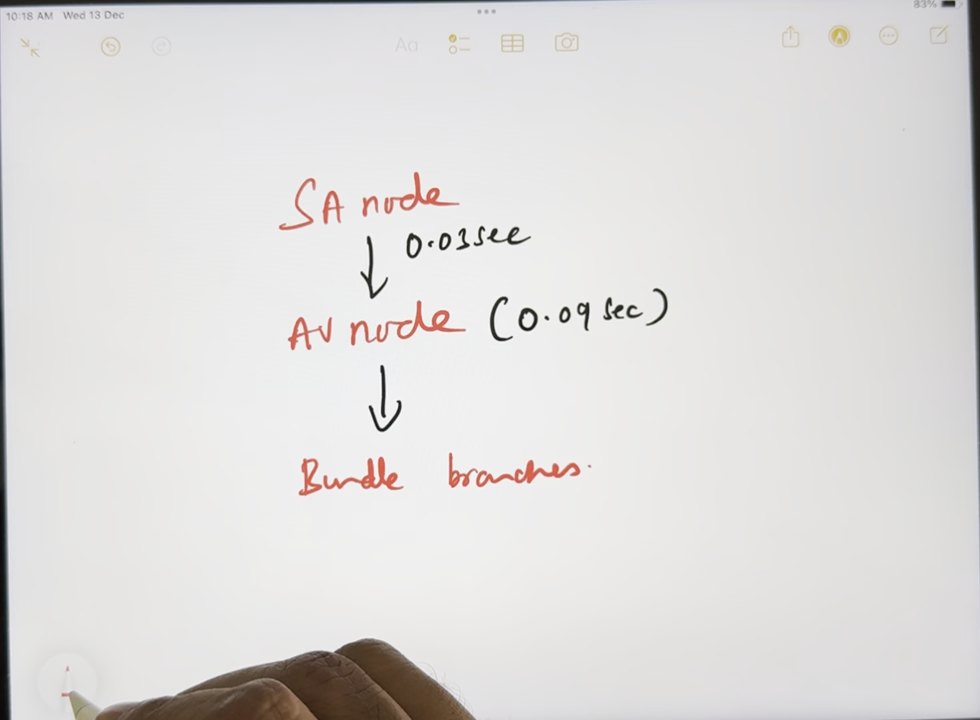 10:18 AM Wed 13 Dec
83%
Aa
SA node
0.03sec
AV node (0.09 sec)
Bundle branches.